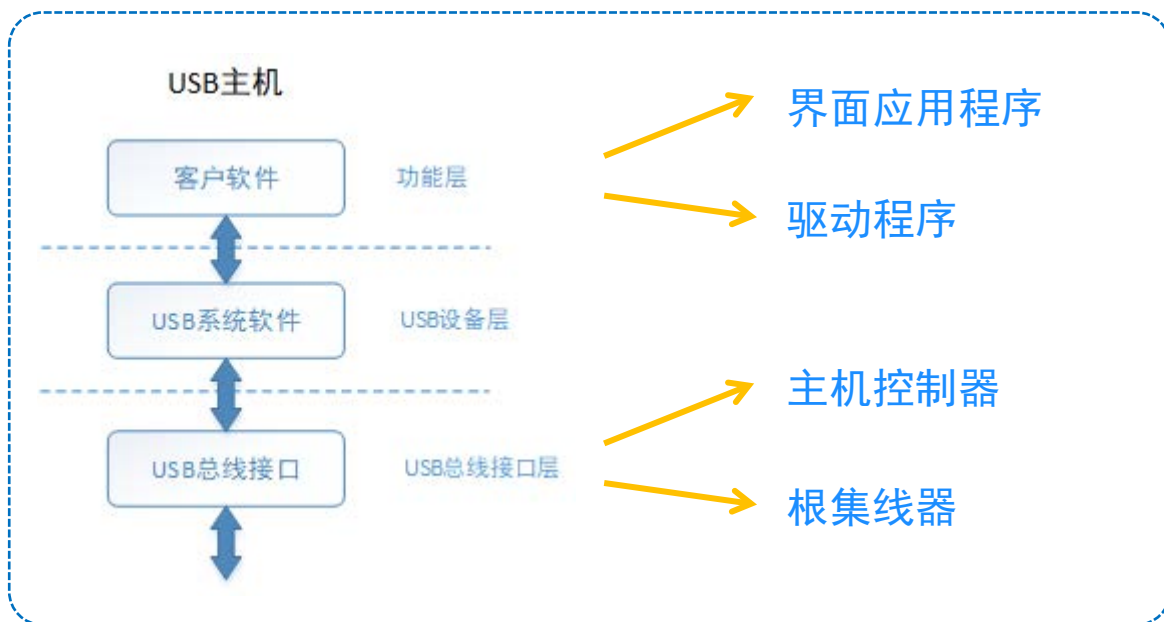 USB主机
客户软件
功能层
界面应用程序
驱动程序
USB系统软件
USB设备层
USB总线接口
USB总线接口层
主机控制器
根集线器